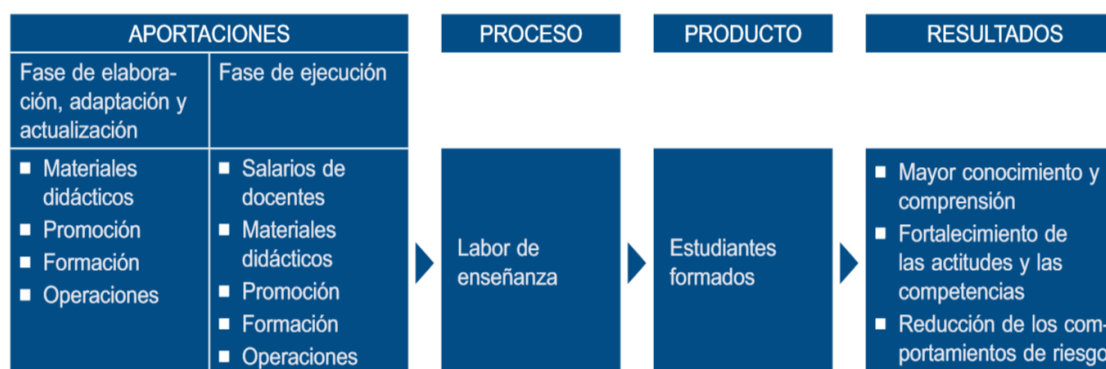 APORTACIONES
Fase de elabora-
ción, adaptación y
actualización
Fase de ejecución
■ Materiales
didácticos
■ Promoción
■ Formación
■ Operaciones
■ Salarios de
docentes
■ Materiales
didácticos
■ Promoción
■ Formación
■ Operaciones
PROCESO
Labor de
enseñanza
PRODUCTO
Estudiantes
formados
RESULTADOS
■ Mayor conocimiento y
comprensión
■ Fortalecimiento de
las actitudes y las
competencias
■ Reducción de los com-
portamientos de riesgo